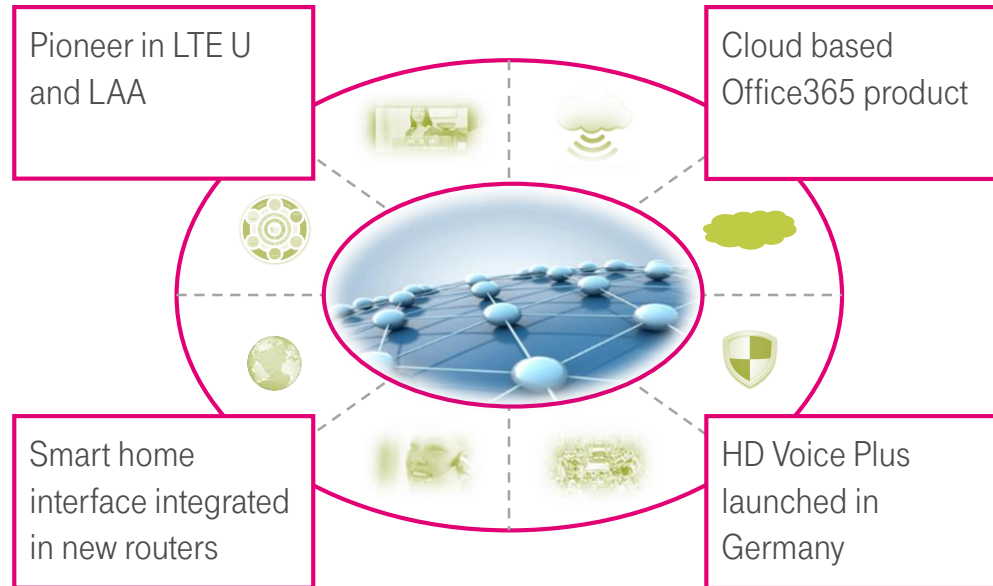 Pioneer in LTE U
and LAA
Cloud based
Office365 product
Smart home
interface integrated
in new routers
HD Voice Plus
launched in
Germany